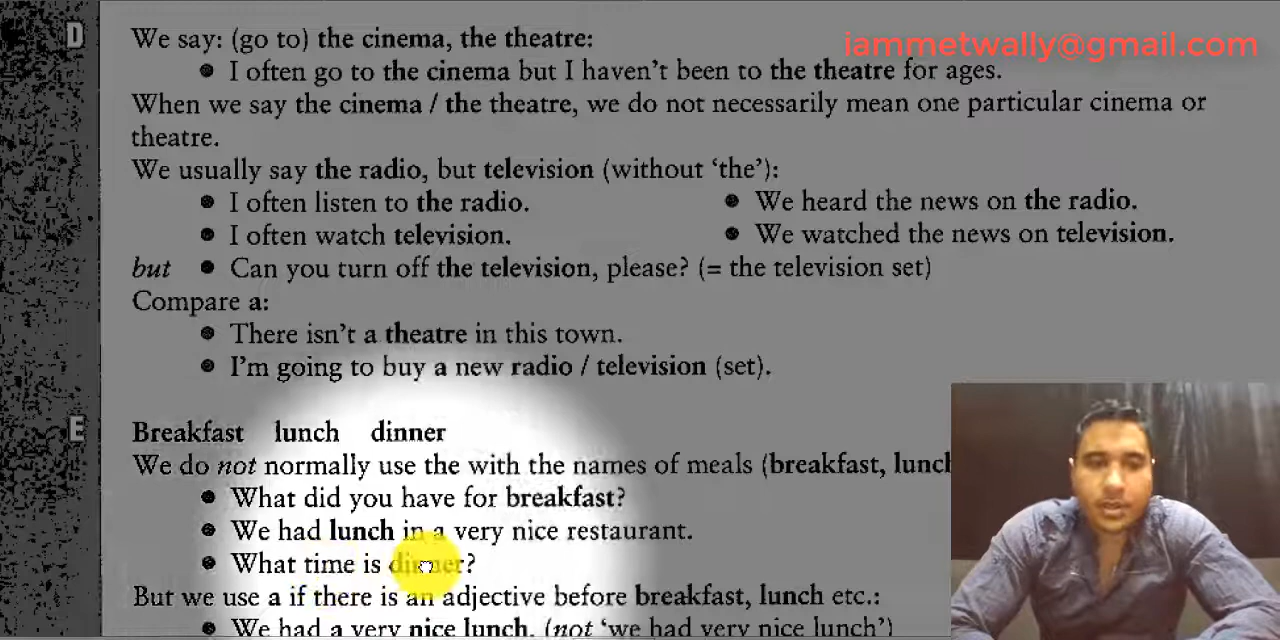 iammetwally@gmail.com
D
We say: (go to) the cinema, the theatre:
● I often go to the cinema but I haven't been to the theatre for ages.
When we say the cinema / the theatre, we do not necessarily mean one particular cinema or
theatre.
We usually say the radio, but television (without 'the'):
● I often listen to the radio. ● We heard the news on the radio.
● I often watch television. ● We watched the news on television.
but ● Can you turn off the television, please? (= the television set)
Compare a:
● There isn't a theatre in this town.
● I'm going to buy a new radio / television (set).
E
Breakfast lunch dinner
We do not normally use the with the names of meals (breakfast,
● What did you have for breakfast?
● We had lunch in a very nice restaurant.
● What time is dinner?
But we use a if there is an adjective before breakfast, lunch etc.:
● We had a very nice lunch. (not 'we had very nice lunch')